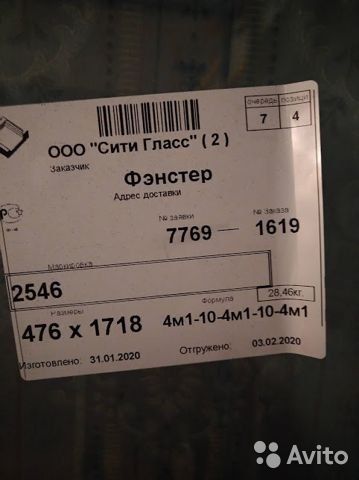 очередь позиция
7 4
ООО "Сити Гласс" ( 2 )
Заказчик
Фэнстер
Адрес доставки
№ заявки № Заказа
7769 1619
Маркировка
2546
28,46кг.
Размеры Формула
476 x 1718 4м1-10-4м1-10-4м1
Изготовлено: 31.01.2020 Отгружено: 03.02.2020
Avito